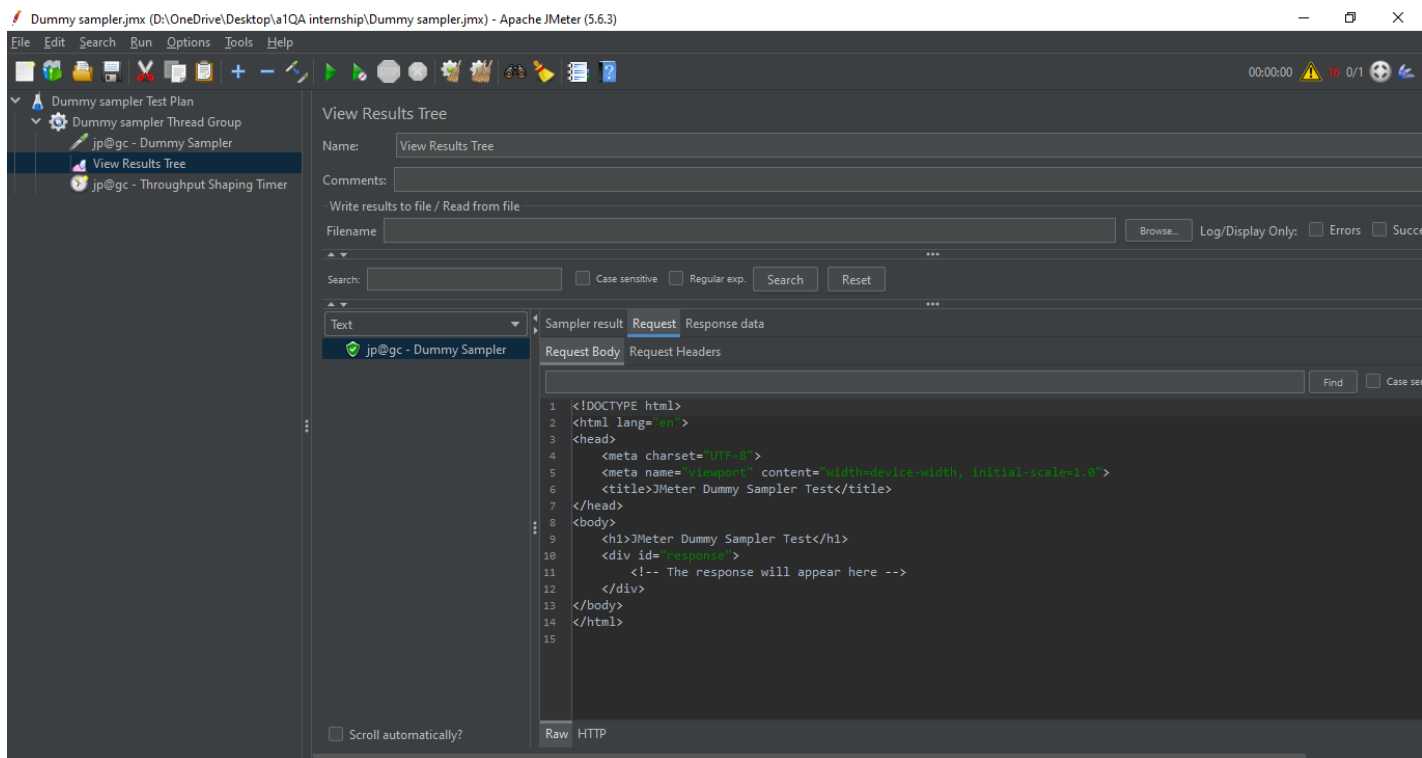 Dummy sampler.jmx (D:\OneDrive\Desktop\a1QA internship\Dummy sampler.jmx) - Apache JMeter (5.6.3)
File Edit Search Run Options Tools Help
00:00:00 16 0/1
Dummy sampler Test Plan
Dummy sampler Thread Group
jp@gc - Dummy Sampler
View Results Tree
jp@gc - Throughput Shaping Timer
View Results Tree
Name: View Results Tree
Comments:
Write results to file / Read from file
Filename Browse... Log/Display Only: Errors Succe
Search: Case sensitive Regular exp. Search Reset
Text
jp@gc - Dummy Sampler
Sampler result Request Response data
Request Body Request Headers
Find Case ser
1 <!DOCTYPE html>
2 <html lang="en">
3 <head>
4 <meta charset="UTF-8">
5 <meta name="viewport" content="width=device-width, initial-scale=1.0">
6 <title>JMeter Dummy Sampler Test</title>
7 </head>
8 <body>
9 <h1>JMeter Dummy Sampler Test</h1>
10 <div id="response">
11 <!-- The response will appear here -->
12 </div>
13 </body>
14 </html>
15
Scroll automatically?
Raw HTTP